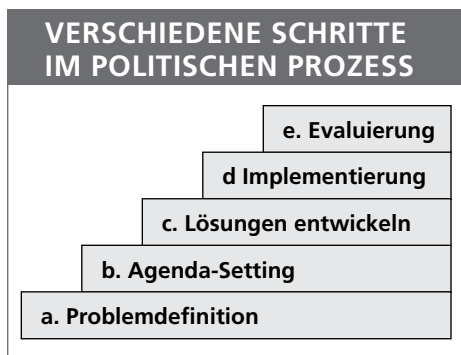 VERSCHIEDENE SCHRITTE
IM POLITISCHEN PROZESS
e. Evaluierung
d Implementierung
c. Lösungen entwickeln
b. Agenda-Setting
a. Problemdefinition